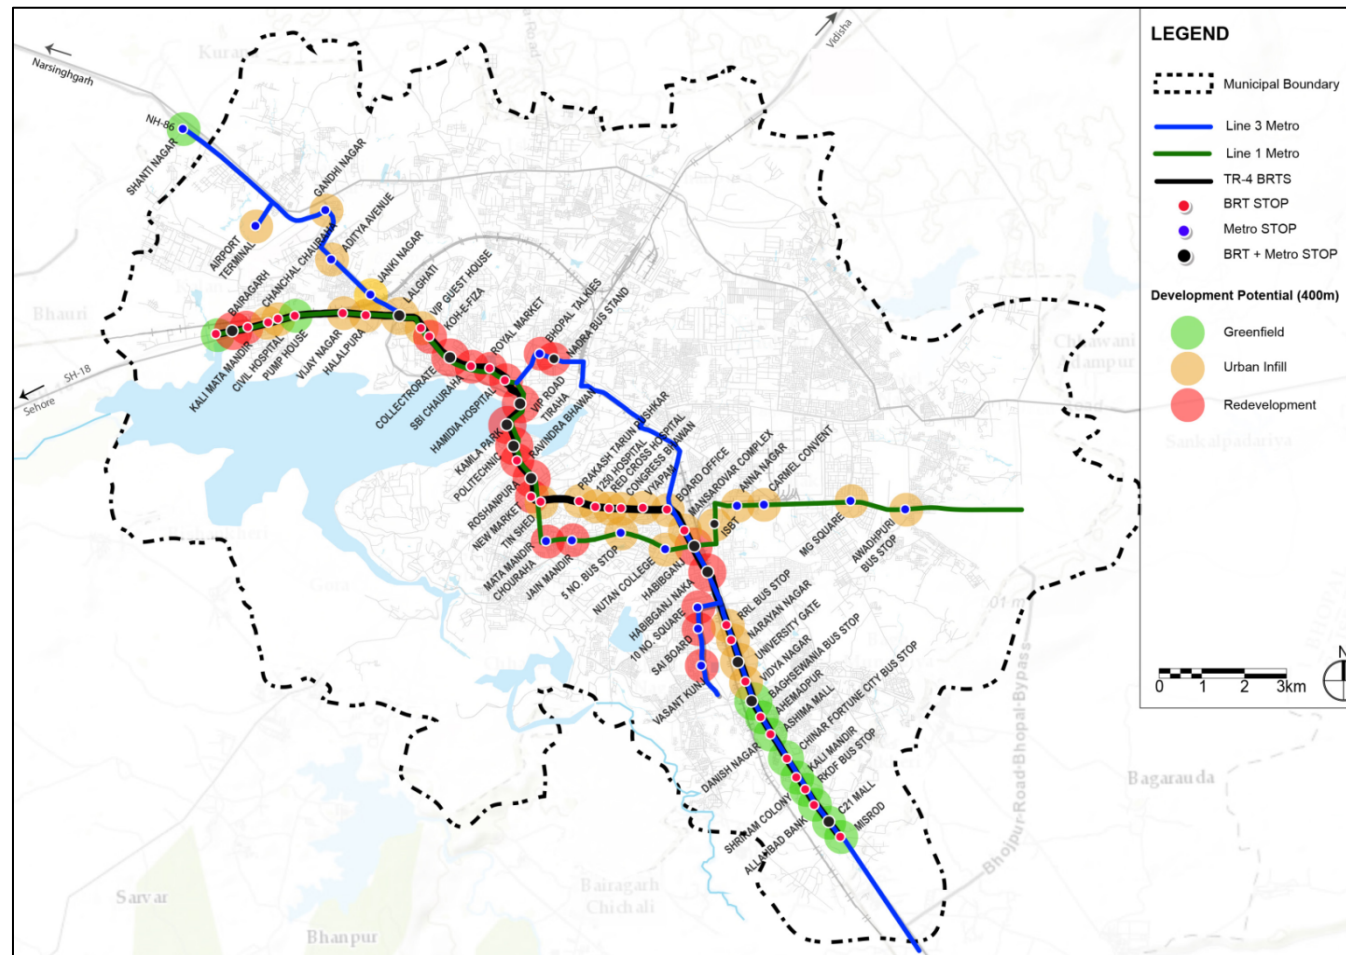 Narsinghgarh
Vidisha
NH-86
SHANTI NAGAR
GANDHI NAGAR
AIRPORT
TERMINAL
ADITYA AVENUE
CHANCHAL CHAURAHA
BAIRAGARH
JANKI NAGAR
LALGHATI
VIP GUEST HOUSE
KOH-E-FIZA
ROYAL MARKET
BHOPAL TALKIES
NADRA BUS STAND
Bhauri
SH-18
Sehore
KALI MATA MANDIR
CIVIL HOSPITAL
PUMP HOUSE
VIJAY NAGAR
HALALPURA
COLLECTRORATE
SBI CHAURAHA
HAMIDIA HOSPITAL
VIP ROAD
TIRAHA
RAVINDRA BHAWAN
KAMLA PARK
POLITECHNIC
ROSHANPURA
NEW MARKET
TIN SHED
PRAKASH TARUN PUSHKAR
1250 HOSPITAL
RED CROSS HOSPITAL
CONGRESS BHAWAN
VYAPAM
BOARD OFFICE
MANSAROVAR COMPLEX
ISBT
ANNA NAGAR
CARMEL CONVENT
MG SQUARE
AWADHPURI
BUS STOP
MATA MANDIR
CHOURAHA
JAIN MANDIR
5 NO. BUS STOP
NUTAN COLLEGE
HABIBGANJ
HABIBGANJ NAKA
10 NO. SQUARE
SAI BOARD
VASANT KUNJ
RRL BUS STOP
NARAYAN NAGAR
UNIVERSITY GATE
VIDYA NAGAR
BAGHSEWANIA BUS STOP
AHEMADPUR
ASHIMA MALL
CHINAR FORTUNE CITY BUS STOP
DANISH NAGAR
KALI MANDIR
RKDF BUS STOP
SHRIRAM COLONY
C21 MALL
ALLAHBAD BANK
MISROD
Sankalpadariya
Bhojpur-Road-Bhopal-Bypass
Bagarauda
Bairagarh
Chichali
Sarvar
Bhanpur
LEGEND
Municipal Boundary
Line 3 Metro
Line 1 Metro
TR-4 BRTS
BRT STOP
Metro STOP
BRT + Metro STOP
Development Potential (400m)
Greenfield
Urban Infill
Redevelopment
N
0 1 2 3km